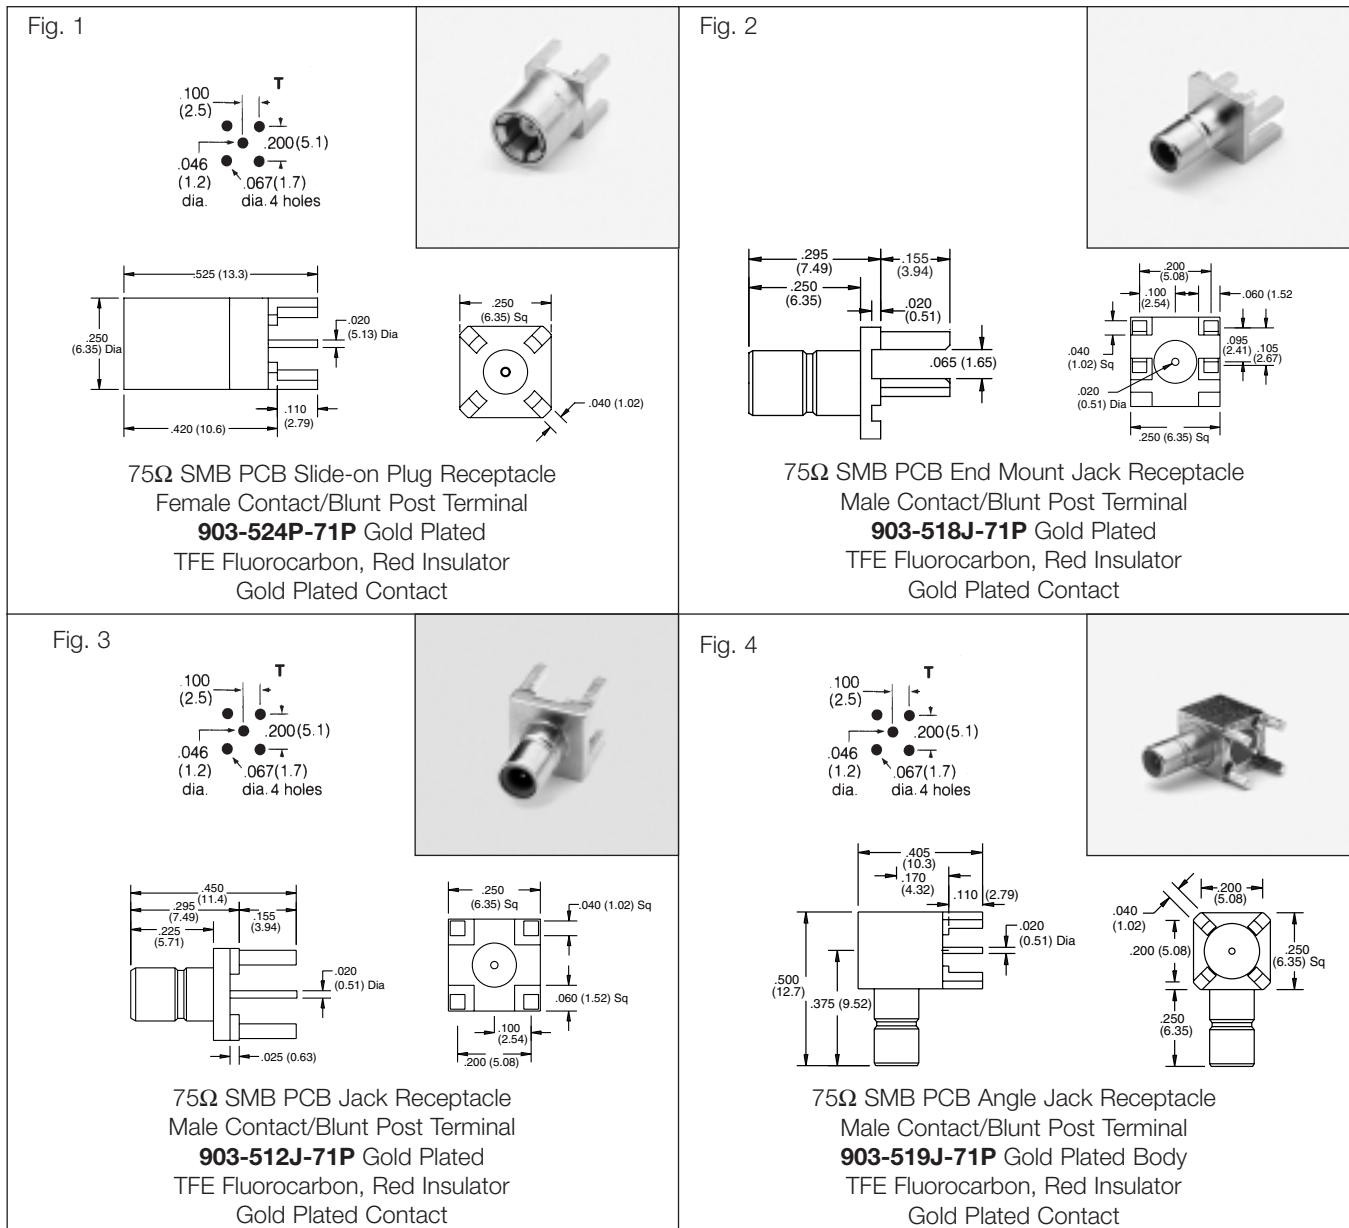 Fig. 1
T
.100
(2.5)
.200(5.1)
.046
(1.2)
dia.
.067(1.7)
dia. 4 holes
.525 (13.3)
.250
(6.35) Dia
.020
(5.13) Dia
.110
(2.79)
.420 (10.6)
.250
(6.35) Sq
.040 (1.02)
75Ω SMB PCB Slide-on Plug Receptacle
Female Contact/Blunt Post Terminal
903-524P-71P Gold Plated
TFE Fluorocarbon, Red Insulator
Gold Plated Contact
Fig. 2
.295
(7.49)
.155
(3.94)
.250
(6.35)
.020
(0.51)
.065 (1.65)
.200
(5.08)
.100
(2.54)
.060 (1.52
.040
(1.02) Sq
.095
(2.41)
.105
(2.67)
.020
(0.51) Dia
.250 (6.35) Sq
75Ω SMB PCB End Mount Jack Receptacle
Male Contact/Blunt Post Terminal
903-518J-71P Gold Plated
TFE Fluorocarbon, Red Insulator
Gold Plated Contact
Fig. 3
T
.100
(2.5)
.200(5.1)
.046
(1.2)
dia.
.067(1.7)
dia. 4 holes
.450
(11.4)
.295
(7.49)
.155
(3.94)
.225
(5.71)
.020
(0.51) Dia
.025 (0.63)
.250
(6.35) Sq
.040 (1.02) Sq
.060 (1.52) Sq
.100
(2.54)
.200 (5.08)
75Ω SMB PCB Jack Receptacle
Male Contact/Blunt Post Terminal
903-512J-71P Gold Plated
TFE Fluorocarbon, Red Insulator
Gold Plated Contact
Fig. 4
T
.100
(2.5)
.200(5.1)
.046
(1.2)
dia.
.067(1.7)
dia. 4 holes
.405
(10.3)
.170
(4.32)
.110 (2.79)
.020
(0.51) Dia
.500
(12.7)
.375 (9.52)
.200
(5.08)
.040
(1.02)
.200 (5.08)
.250
(6.35) Sq
.250
(6.35)
75Ω SMB PCB Angle Jack Receptacle
Male Contact/Blunt Post Terminal
903-519J-71P Gold Plated Body
TFE Fluorocarbon, Red Insulator
Gold Plated Contact